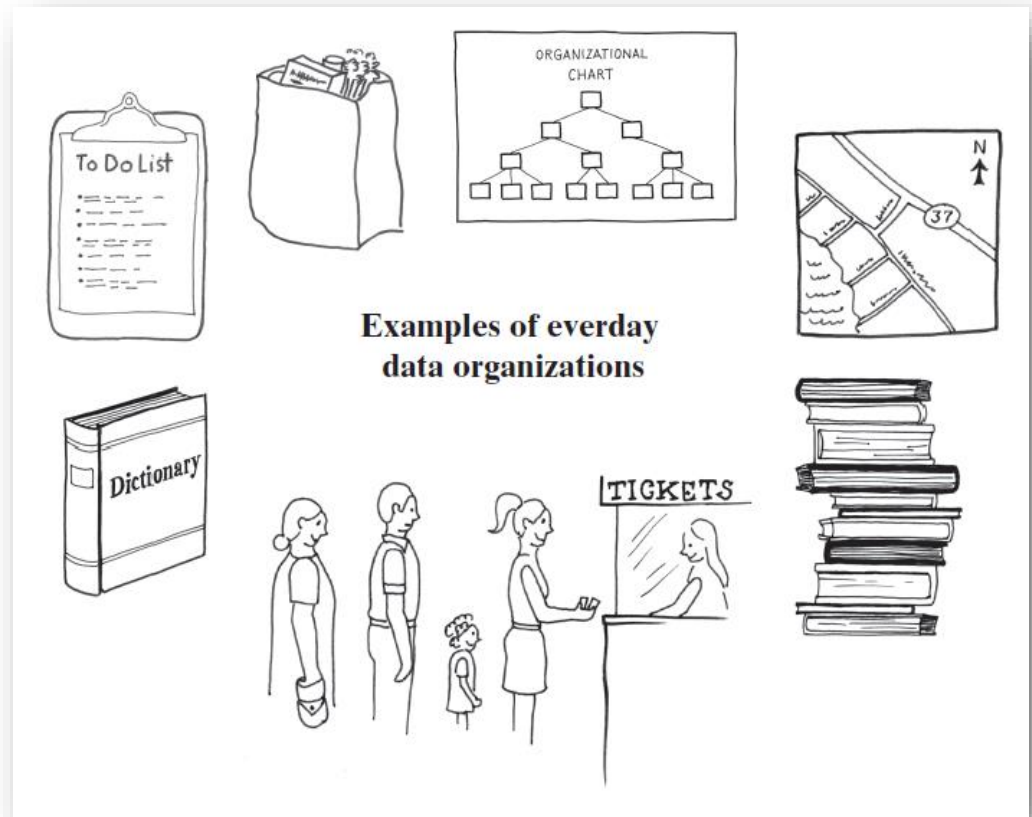 ORGANIZATIONAL
CHART
To Do List
N
37
Examples of everday
data organizations
Dictionary
TICKETS